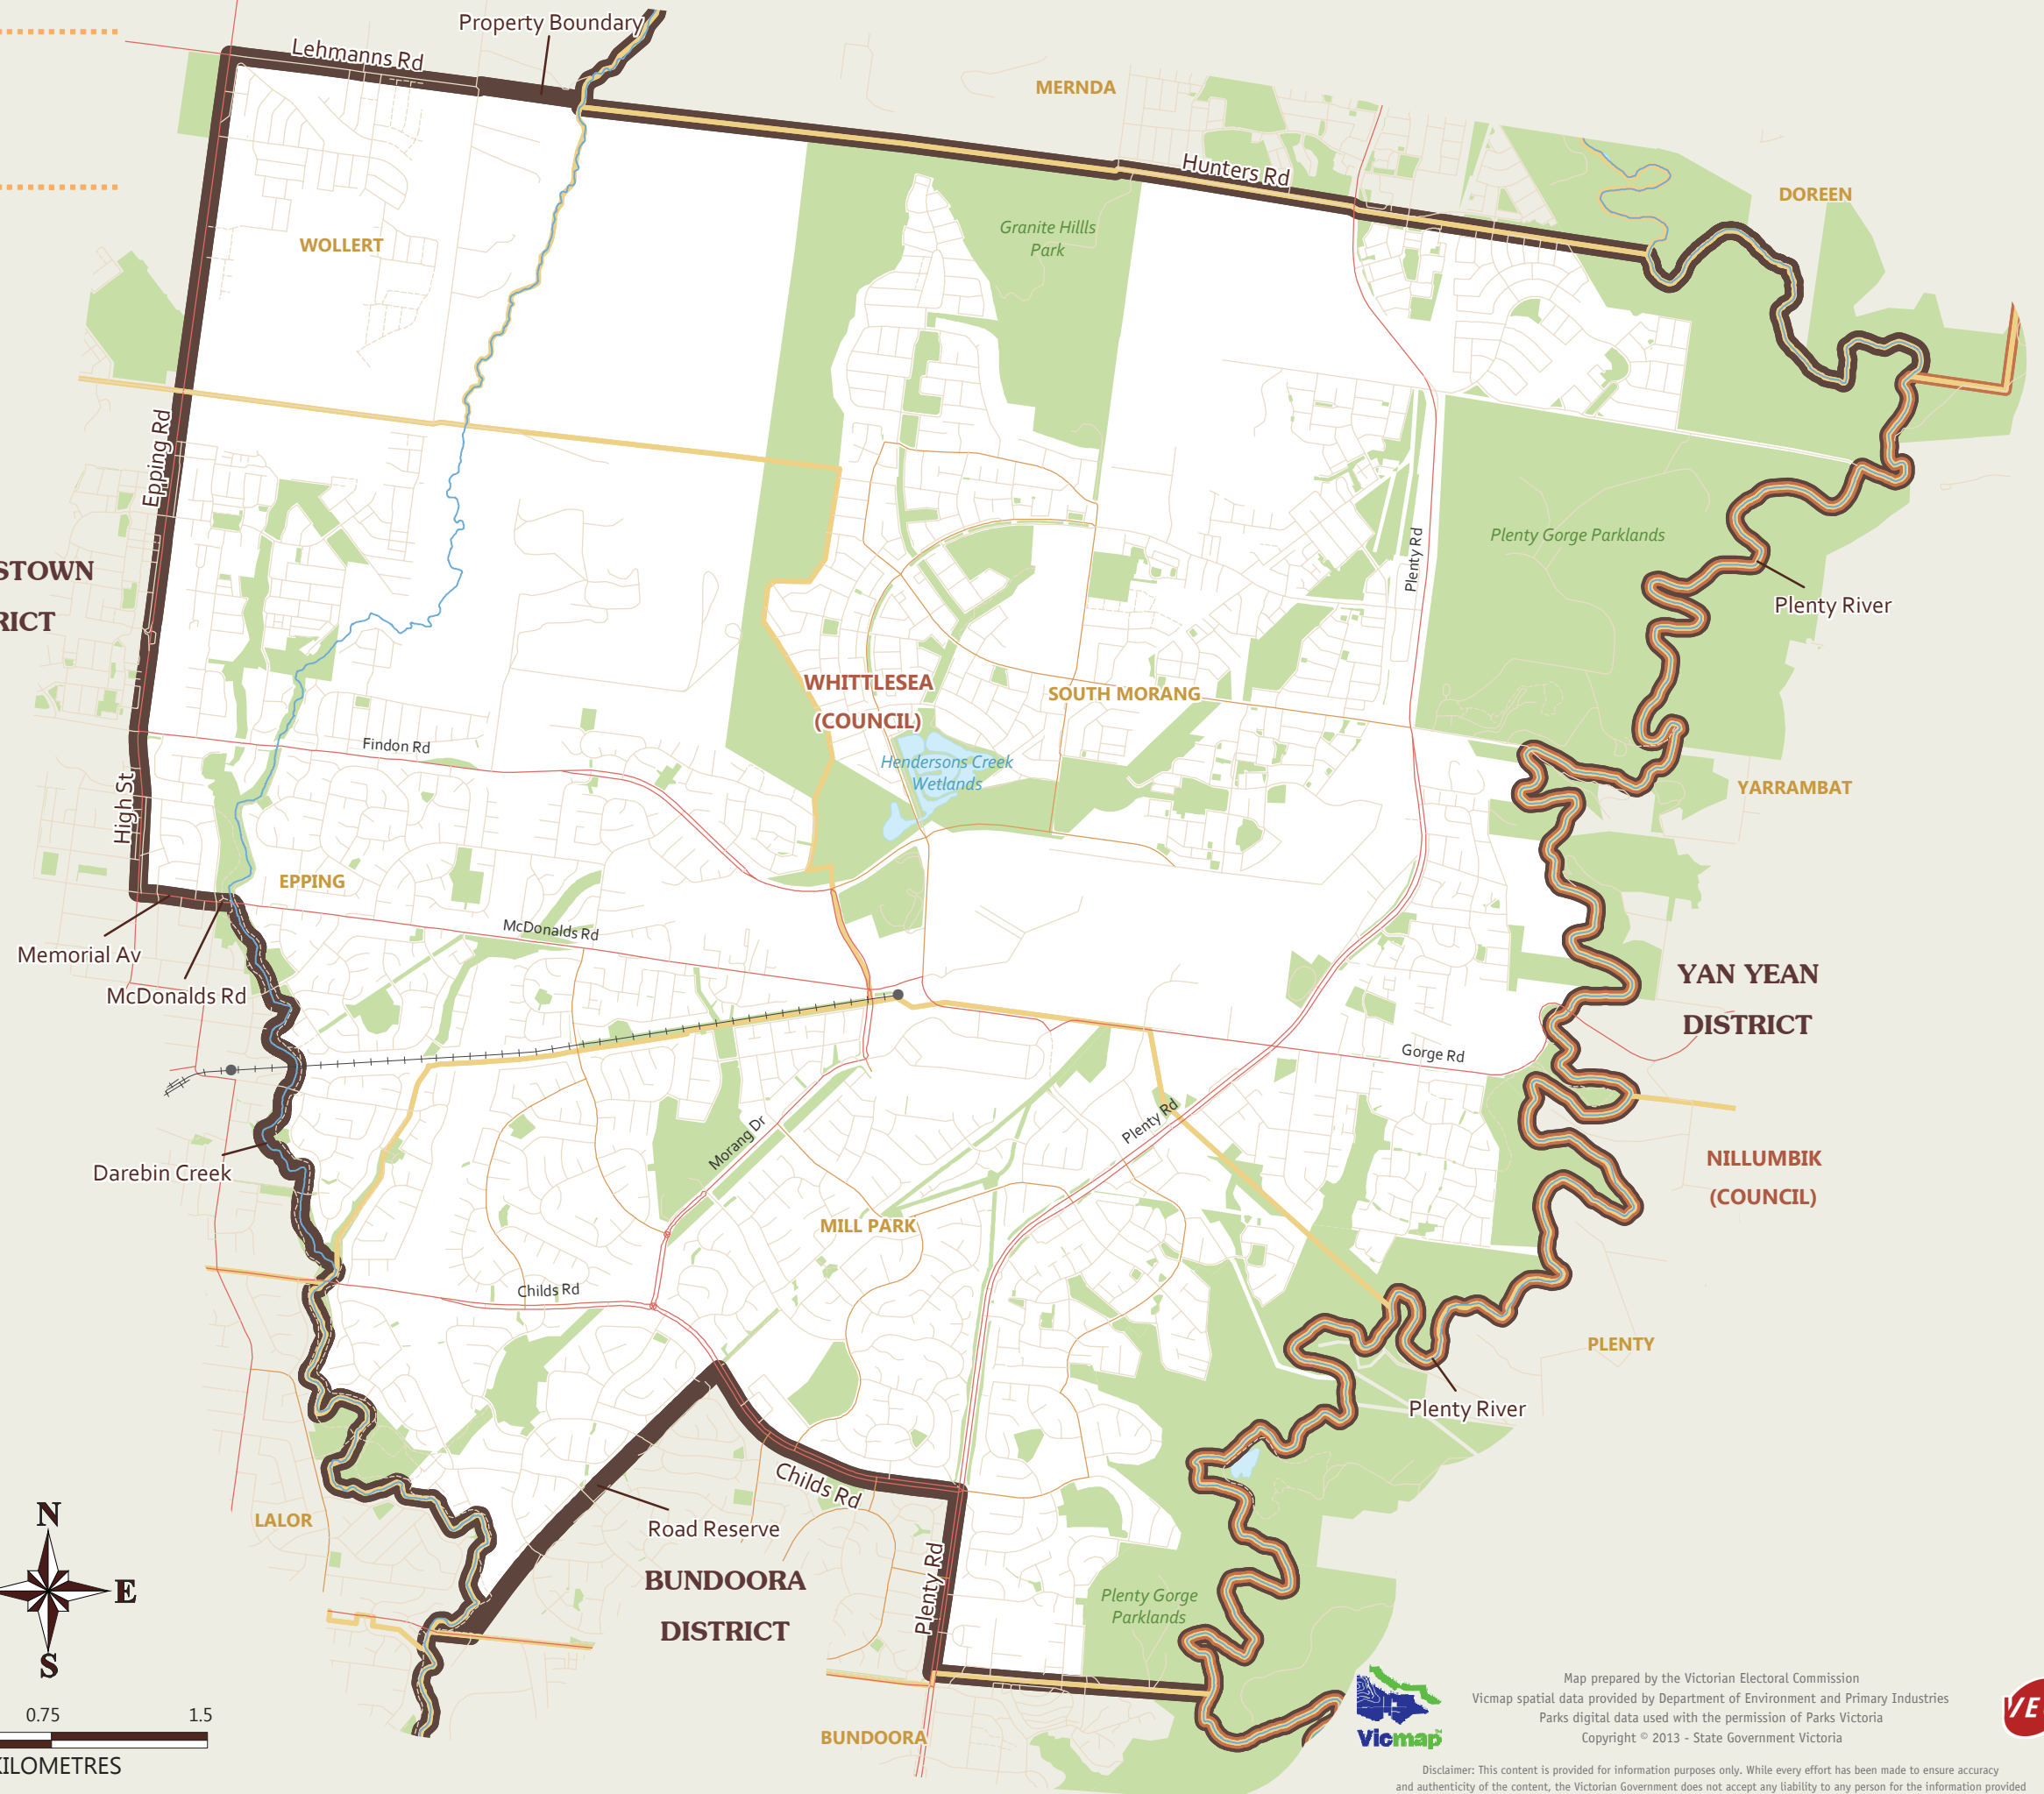 Property Boundary
Lehmanns Rd
MERNDA
Hunters Rd
DOREEN
WOLLERT
Granite Hillls
Park
Epping Rd
Plenty Rd
Plenty Gorge Parklands
STOWN
RICT
Plenty River
WHITTLESEA
(COUNCIL)
SOUTH MORANG
Findon Rd
Hendersons Creek
Wetlands
YARRAMBAT
High St
EPPING
McDonalds Rd
Memorial Av
McDonalds Rd
YAN YEAN
DISTRICT
Gorge Rd
Plenty Rd
Morang Dr
Darebin Creek
NILLUMBIK
(COUNCIL)
MILL PARK
Childs Rd
PLENTY
Plenty River
Childs Rd
LALOR
Road Reserve
N
E
S
BUNDOORA
DISTRICT
Plenty Rd
Plenty Gorge
Parklands
0.75 1.5
KILOMETRES
BUNDOORA
Vicmap
Map prepared by the Victorian Electoral Commission
Vicmap spatial data provided by Department of Environment and Primary Industries
Parks digital data used with the permission of Parks Victoria
Copyright © 2013 - State Government Victoria
VE
Disclaimer: This content is provided for information purposes only. While every effort has been made to ensure accuracy
and authenticity of the content, the Victorian Government does not accept any liability to any person for the information provided